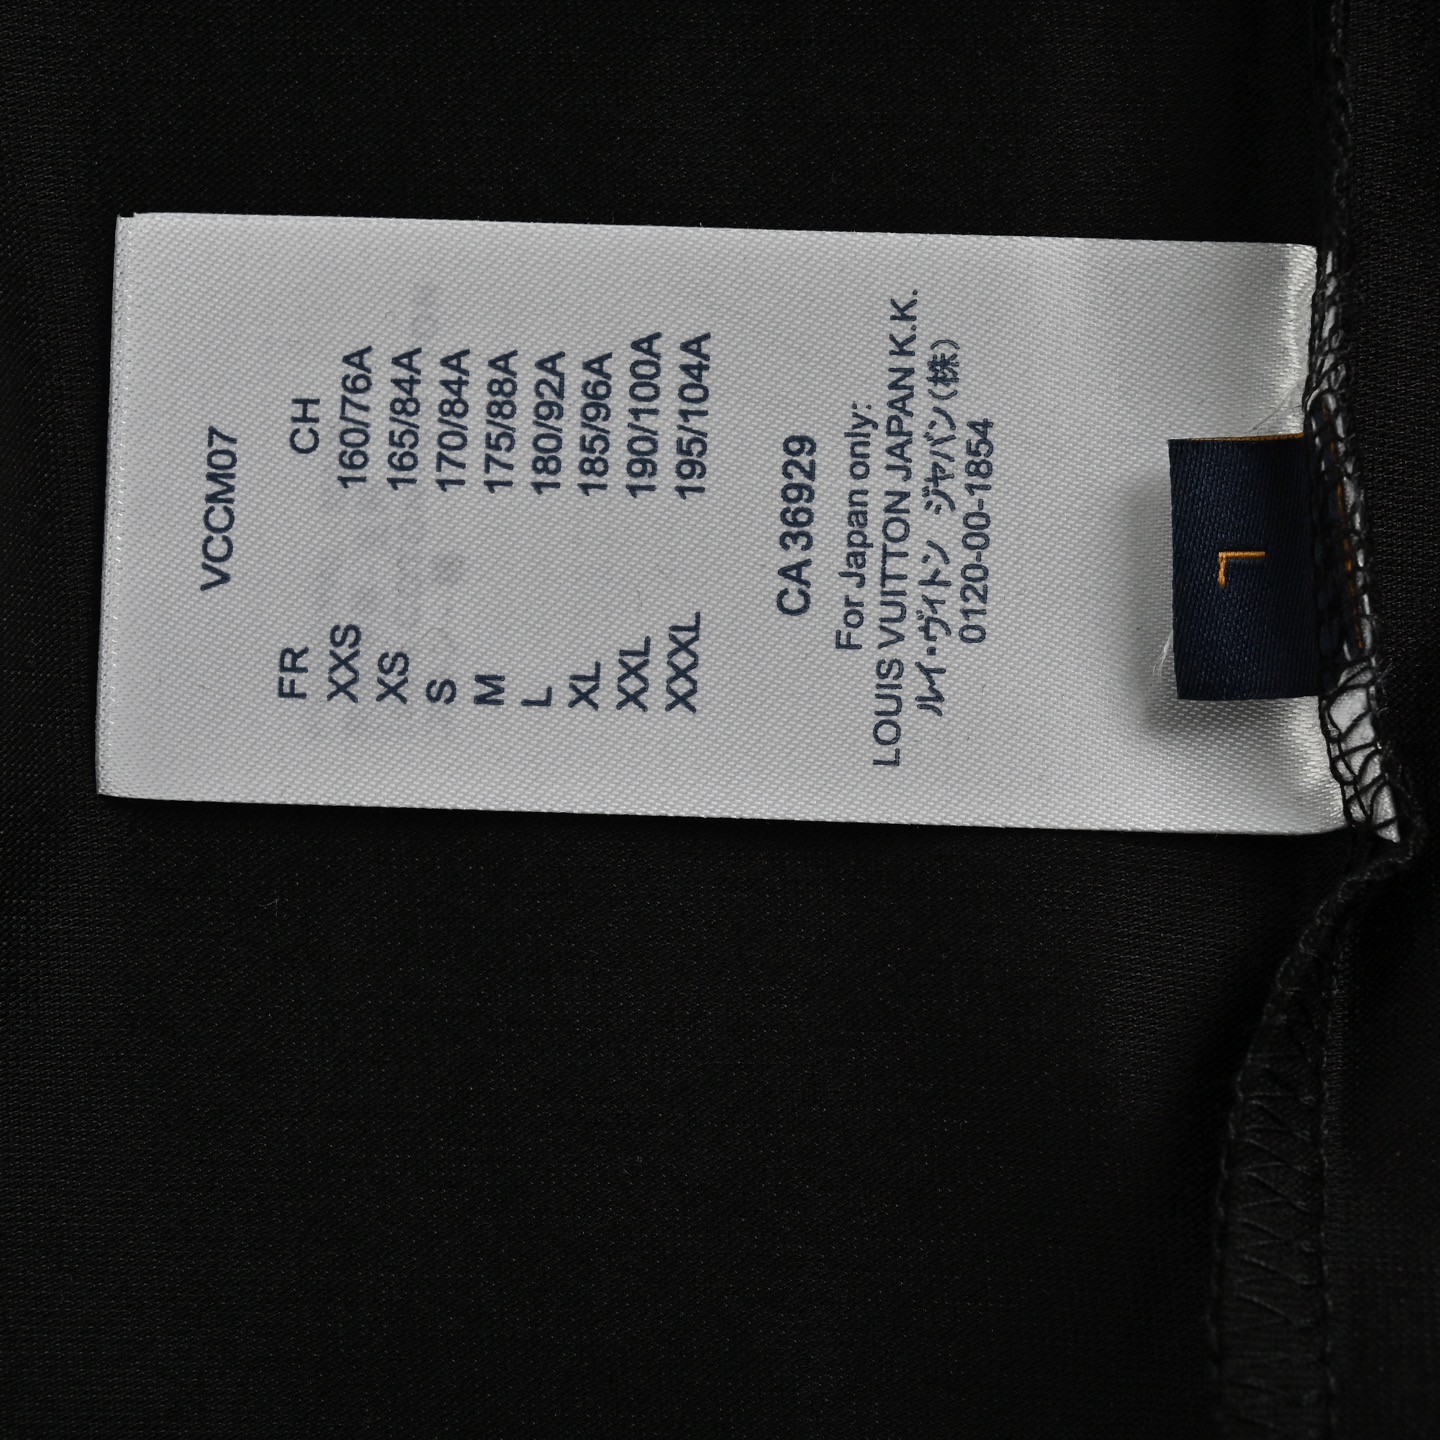 VCCM07
FR CH
XXS 160/76A
XS 165/84A
S 170/84A
M 175/88A
L 180/92A
XL 185/96A
XXL 190/100A
XXXL 195/104A
CA 36929
For Japan only:
LOUIS VUITTON JAPAN K.K.
ルイ・ヴィトン ジャパン(株)
0120-00-1854
L